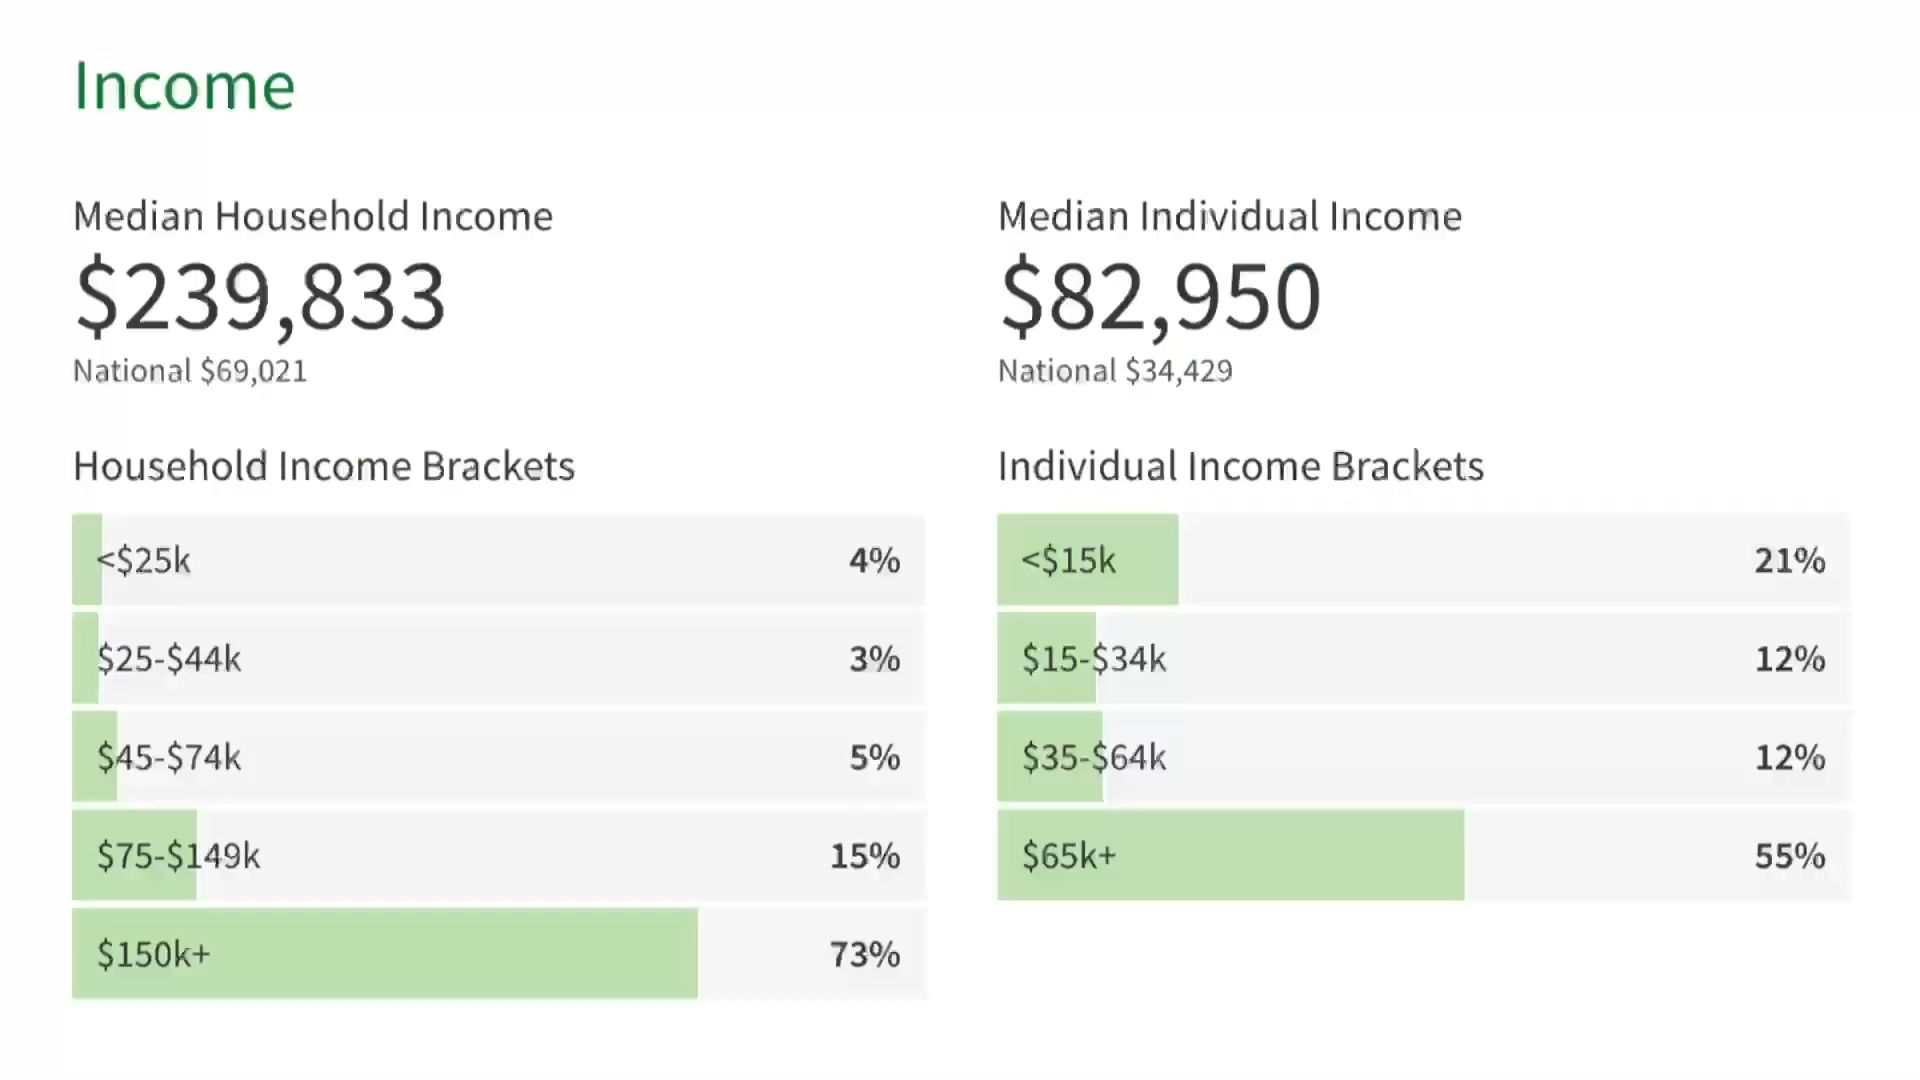 Income
Median Household Income
$239,833
National $69,021
Household Income Brackets
<$25k 4%
$25-$44k 3%
$45-$74k 5%
$75-$149k 15%
$150k+ 73%
Median Individual Income
$82,950
National $34,429
Individual Income Brackets
<$15k 21%
$15-$34k 12%
$35-$64k 12%
$65k+ 55%